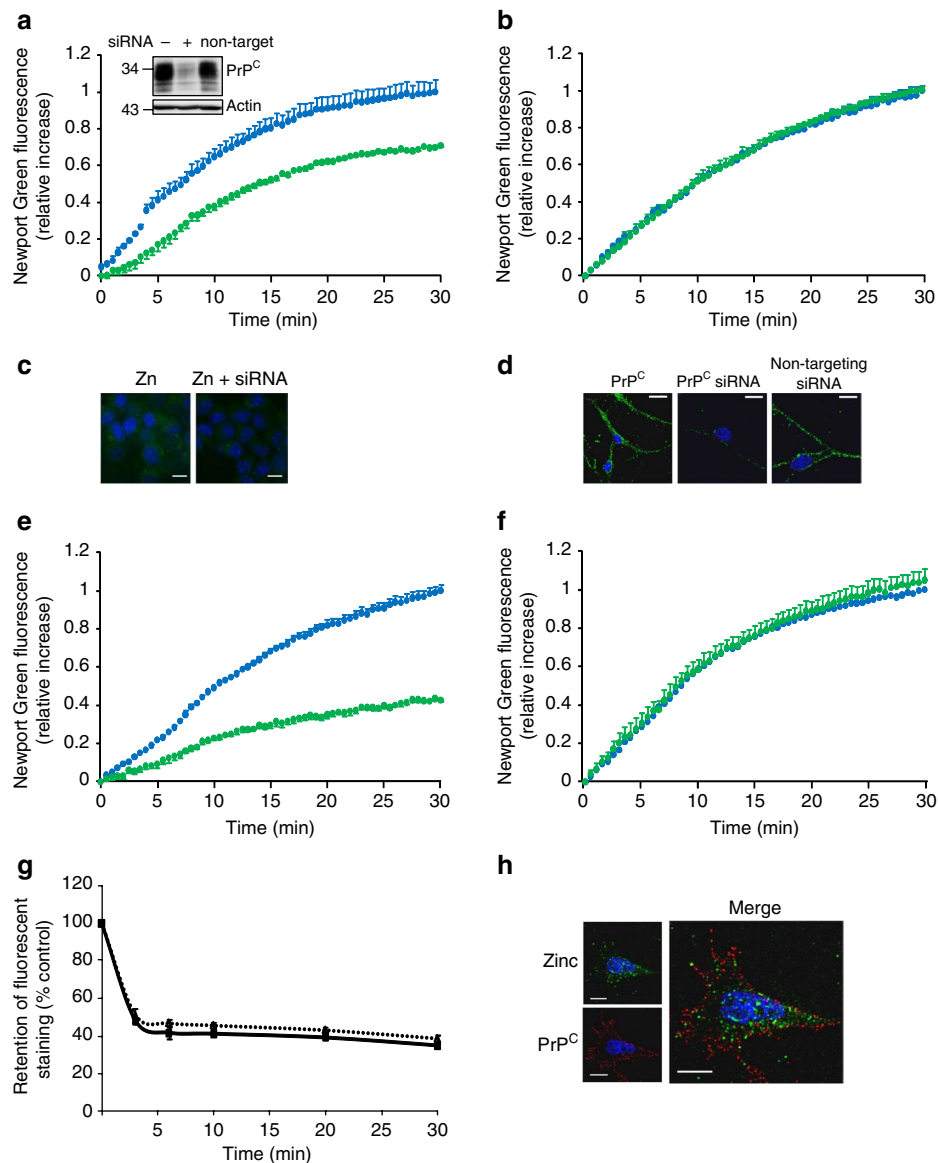 a
siRNA – + non-target
34
PrP^C
43
Actin
Newport Green fluorescence
(relative increase)
1.2
1
0.8
0.6
0.4
0.2
0
0 5 10 15 20 25 30
Time (min)
b
Newport Green fluorescence
(relative increase)
1.2
1
0.8
0.6
0.4
0.2
0
0 5 10 15 20 25 30
Time (min)
c
Zn Zn + siRNA
d
PrP^C PrP^C siRNA Non-targeting
siRNA
e
Newport Green fluorescence
(relative increase)
1.2
1
0.8
0.6
0.4
0.2
0
0 5 10 15 20 25 30
Time (min)
f
Newport Green fluorescence
(relative increase)
1.2
1
0.8
0.6
0.4
0.2
0
0 5 10 15 20 25 30
Time (min)
g
Retention of fluorescent
staining (% control)
120
100
80
60
40
20
0
5 10 15 20 25 30
Time (min)
h
Merge
Zinc
PrP^C